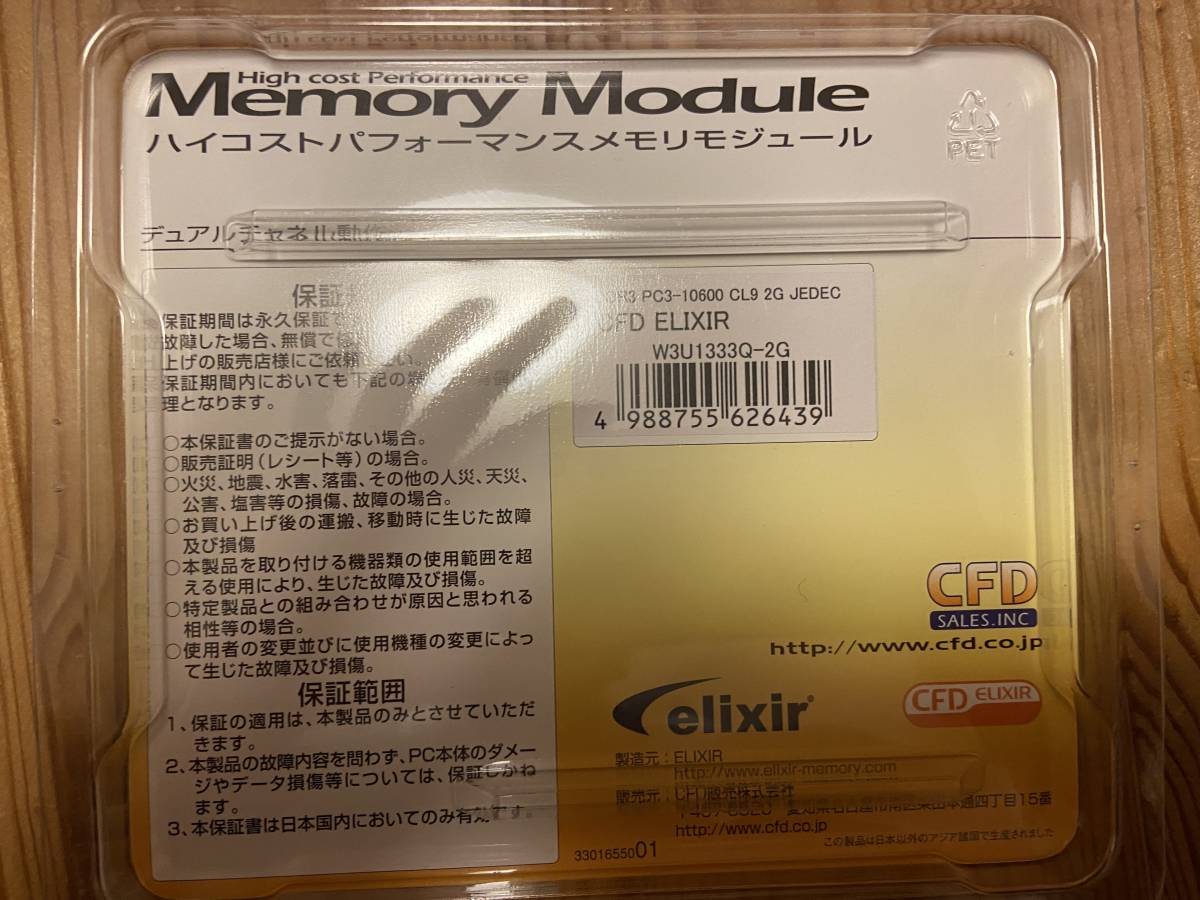 High cost Performance
Memory Module
ハイコストパフォーマンスメモリモジュール
PET
デュアルチャネル動作
保証
DR3 PC3-10600 CL9 2G JEDEC
CFD ELIXIR
W3U1333Q-2G
4 988755 626439
保証期間は永久保証で
故障した場合、無償で
上げの販売店様にご依頼
保証期間内においても下記の
理となります。
○本保証書のご提示がない場合。
○販売証明(レシート等)の場合。
○火災、地震、水害、落雷、その他の人災、天災、
公害、塩害等の損傷、故障の場合。
○お買い上げ後の運搬、移動時に生じた故障
及び損傷
○本製品を取り付ける機器類の使用範囲を超
える使用により、生じた故障及び損傷。
○特定製品との組み合わせが原因と思われる
相性等の場合。
○使用者の変更並びに使用機種の変更によっ
て生じた故障及び損傷。
保証範囲
1、保証の適用は、本製品のみとさせていただ
きます。
2、本製品の故障内容を問わず、PC本体のダメー
ジやデータ損傷等については、保証しかね
ます。
3、本保証書は日本国内においてのみ有効です。
CFD
SALES.INC
http://www.cfd.co.jp
elixir
CFD ELIXIR
製造元:ELIXIR
http://www.elixir-memory.com
販売元:CFD販売株式会社
愛知県名古屋市南区東田本通四丁目15番
http://www.cfd.co.jp
この製品は日本以外のアジア諸国で生産されました
3301655001